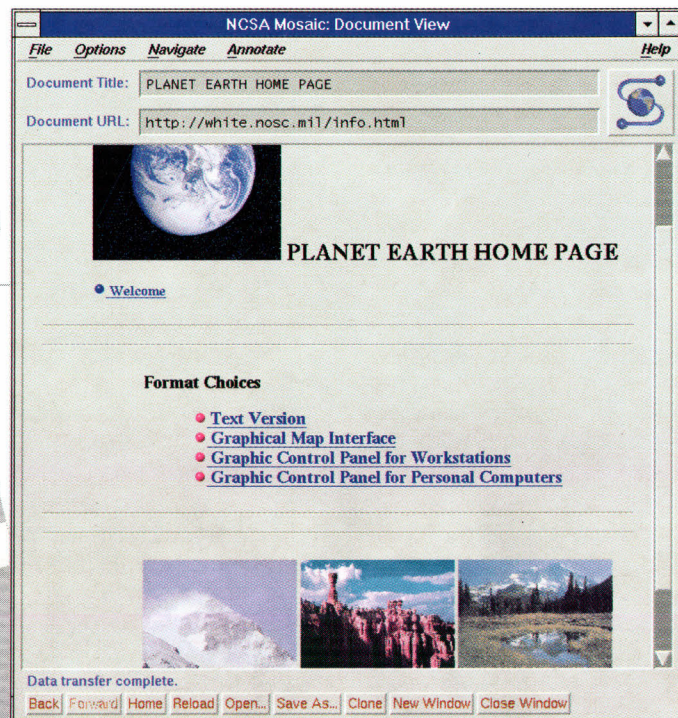 NCSA Mosaic: Document View
File Options Navigate Annotate Help
Document Title: PLANET EARTH HOME PAGE
Document URL: http://white.nosc.mil/info.html
PLANET EARTH HOME PAGE
Welcome
Format Choices
Text Version
Graphical Map Interface
Graphic Control Panel for Workstations
Graphic Control Panel for Personal Computers
Data transfer complete.
Back Forward Home Reload Open... Save As... Clone New Window Close Window